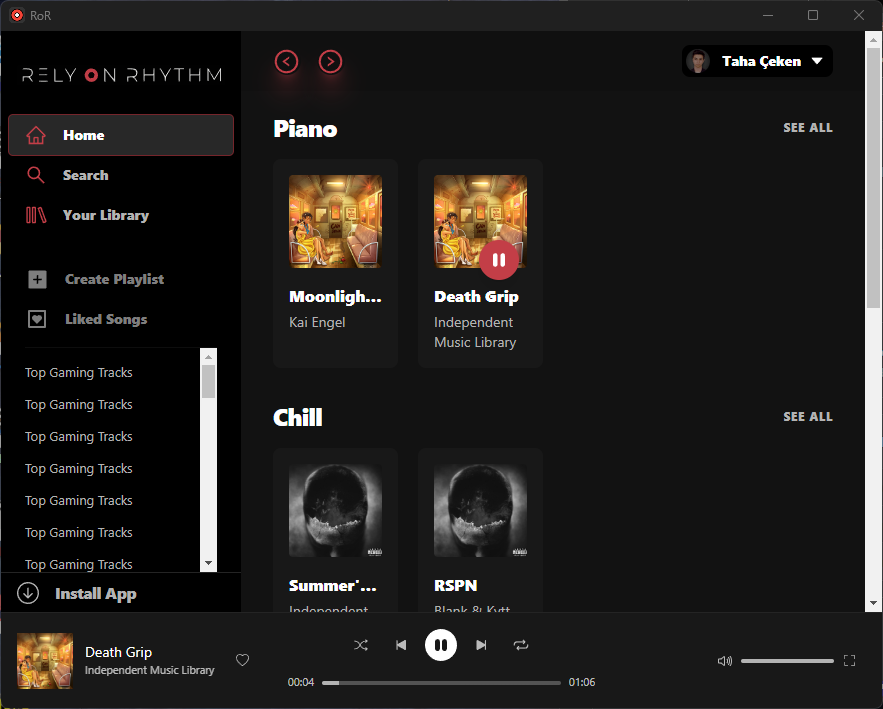 RoR
RELY ON RHYTHM
Home
Search
Your Library
Create Playlist
Liked Songs
Top Gaming Tracks
Top Gaming Tracks
Top Gaming Tracks
Top Gaming Tracks
Top Gaming Tracks
Top Gaming Tracks
Top Gaming Tracks
Install App
Taha Çeken
Piano
SEE ALL
Moonligh...
Kai Engel
Death Grip
Independent
Music Library
Chill
SEE ALL
Summer'...
Independent
RSPN
Blank & Kytt
Death Grip
Independent Music Library
00:04
01:06